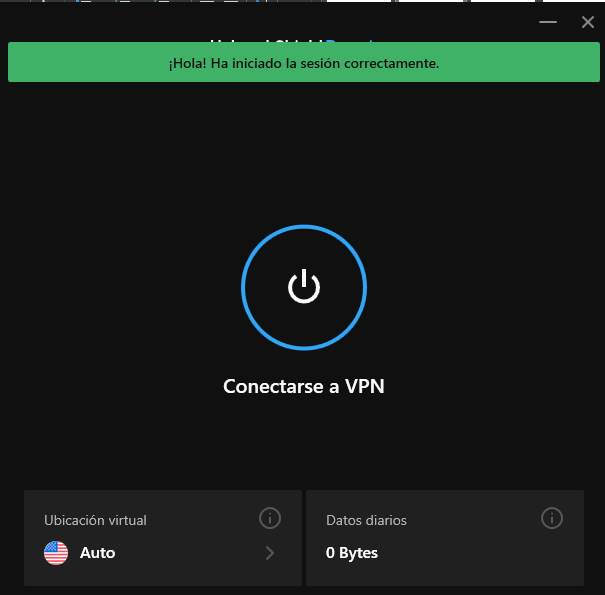 ¡Hola! Ha iniciado la sesión correctamente.
Conectarse a VPN
Ubicación virtual
Auto
Datos diarios
0 Bytes